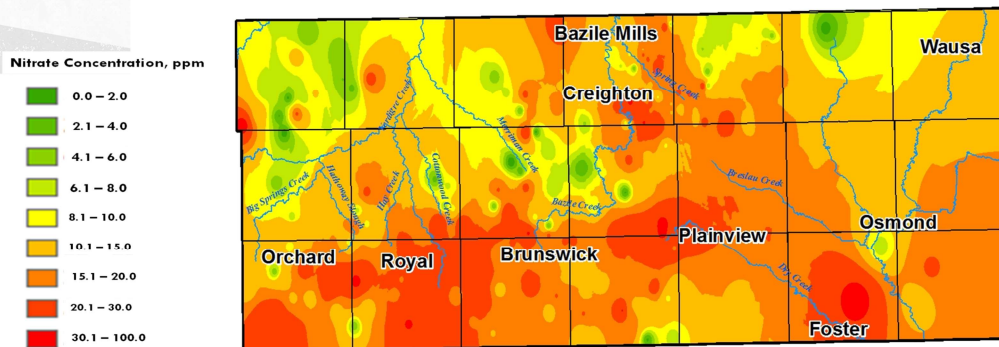 Nitrate Concentration, ppm
0.0 – 2.0
2.1 – 4.0
4.1 – 6.0
6.1 – 8.0
8.1 – 10.0
10.1 – 15.0
15.1 – 20.0
20.1 – 30.0
30.1 – 100.0
Bazile Mills
Wausa
Creighton
Spring Creek
Merriman Creek
Big Springs Creek
Hathoway Slough
Hay Creek
Cottonwood Creek
Bazile Creek
Breslau Creek
Osmond
Plainview
Orchard
Royal
Brunswick
Dry Creek
Foster